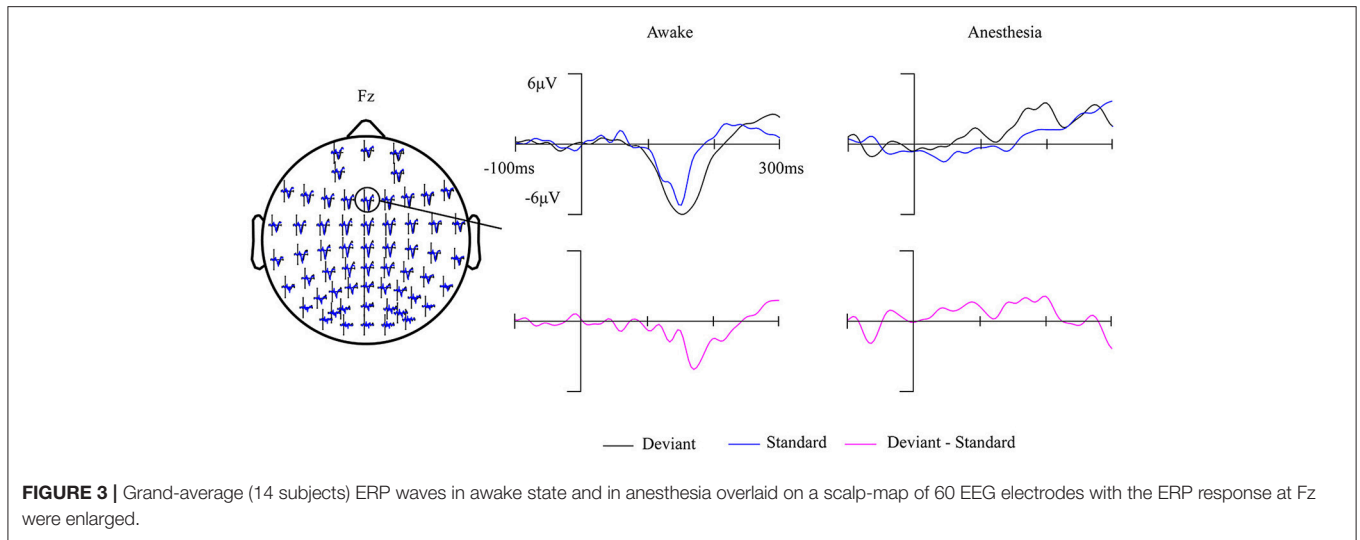 Awake
Anesthesia
Fz
6μV
-100ms
300ms
-6μV
Deviant
Standard
Deviant - Standard
FIGURE 3 | Grand-average (14 subjects) ERP waves in awake state and in anesthesia overlaid on a scalp-map of 60 EEG electrodes with the ERP response at Fz
were enlarged.